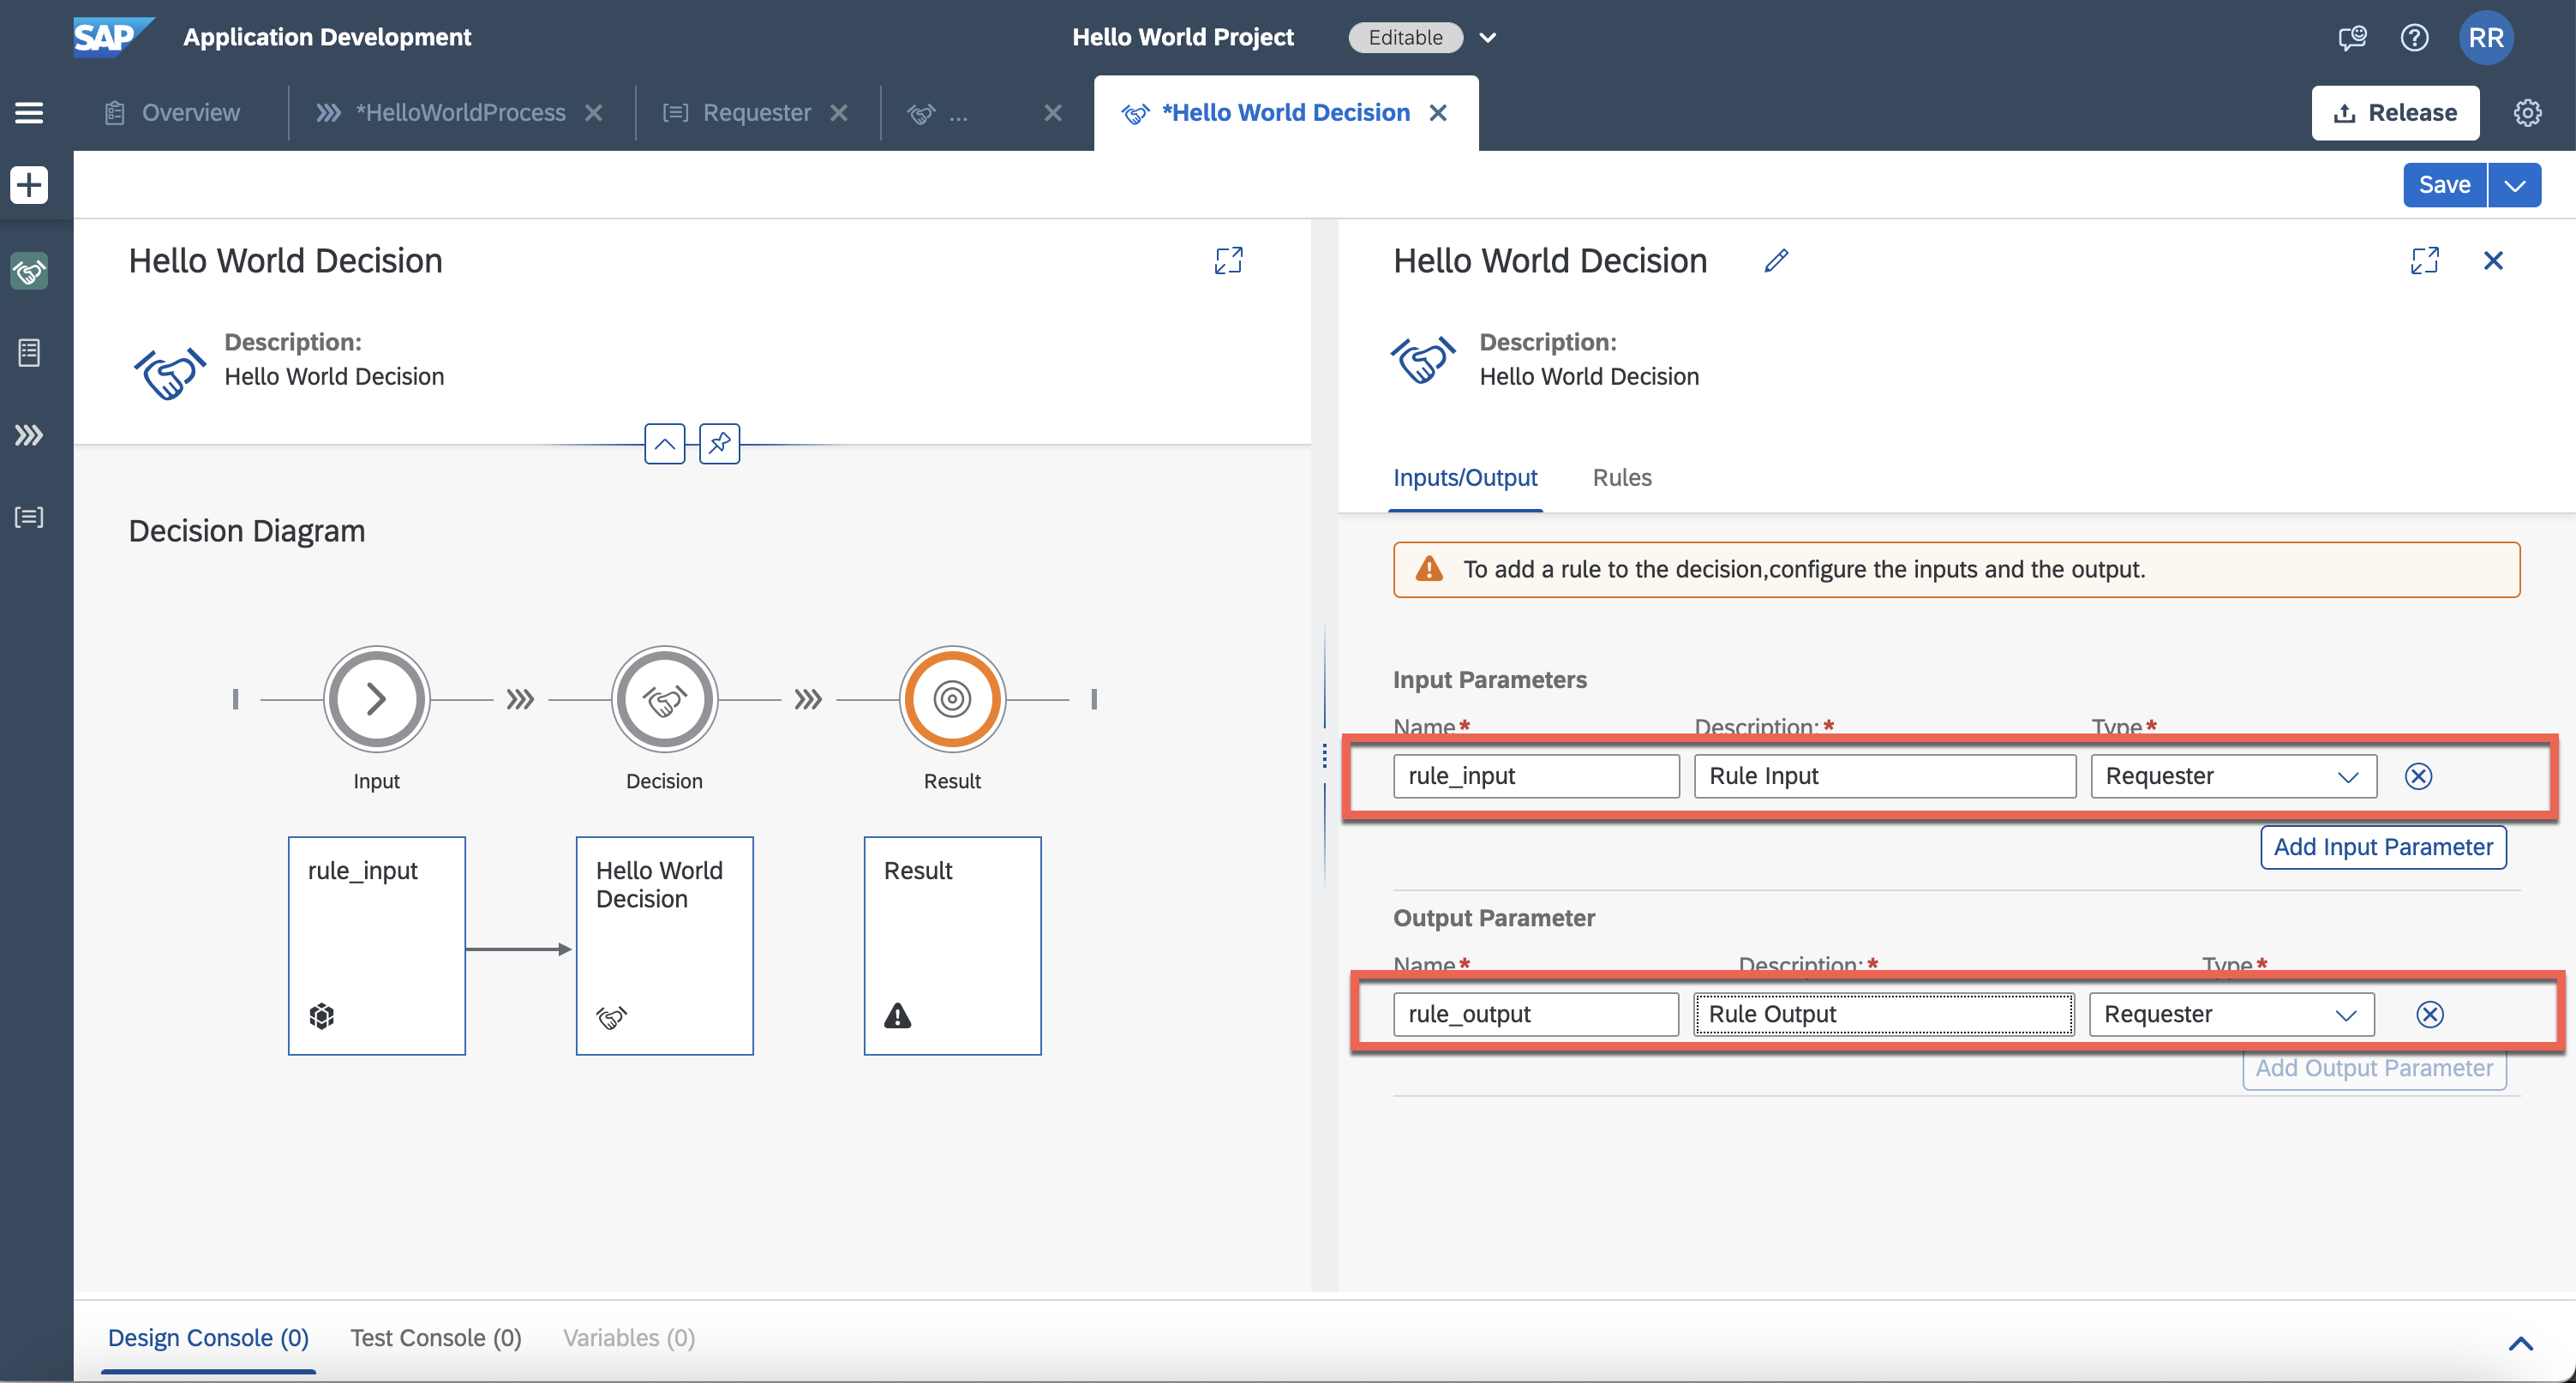 SAP Application Development Hello World Project Editable RR
Overview *HelloWorldProcess Requester ... *Hello World Decision Release
Save
Hello World Decision
Description:
Hello World Decision
Decision Diagram
Input Decision Result
rule_input
Hello World
Decision
Result
Hello World Decision
Description:
Hello World Decision
Inputs/Output Rules
To add a rule to the decision,configure the inputs and the output.
Input Parameters
Name* Description:* Type*
rule_input Rule Input Requester
Add Input Parameter
Output Parameter
Name* Description:* Type*
rule_output Rule Output Requester
Add Output Parameter
Design Console (0) Test Console (0) Variables (0)